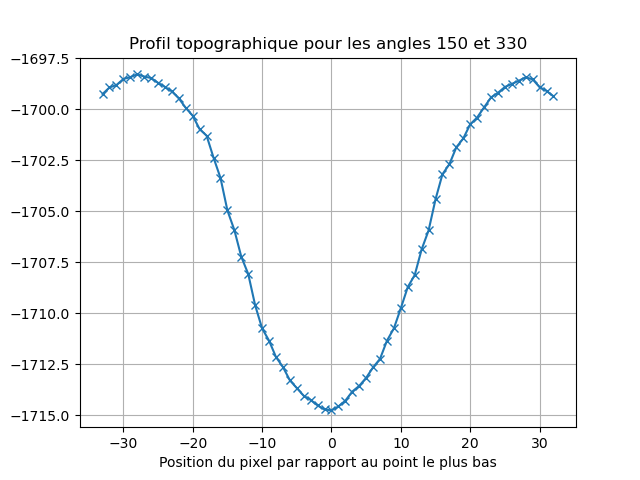 Profil topographique pour les angles 150 et 330
−1697.5
−1700.0
−1702.5
−1705.0
−1707.5
−1710.0
−1712.5
−1715.0
−30 −20 −10 0 10 20 30
Position du pixel par rapport au point le plus bas